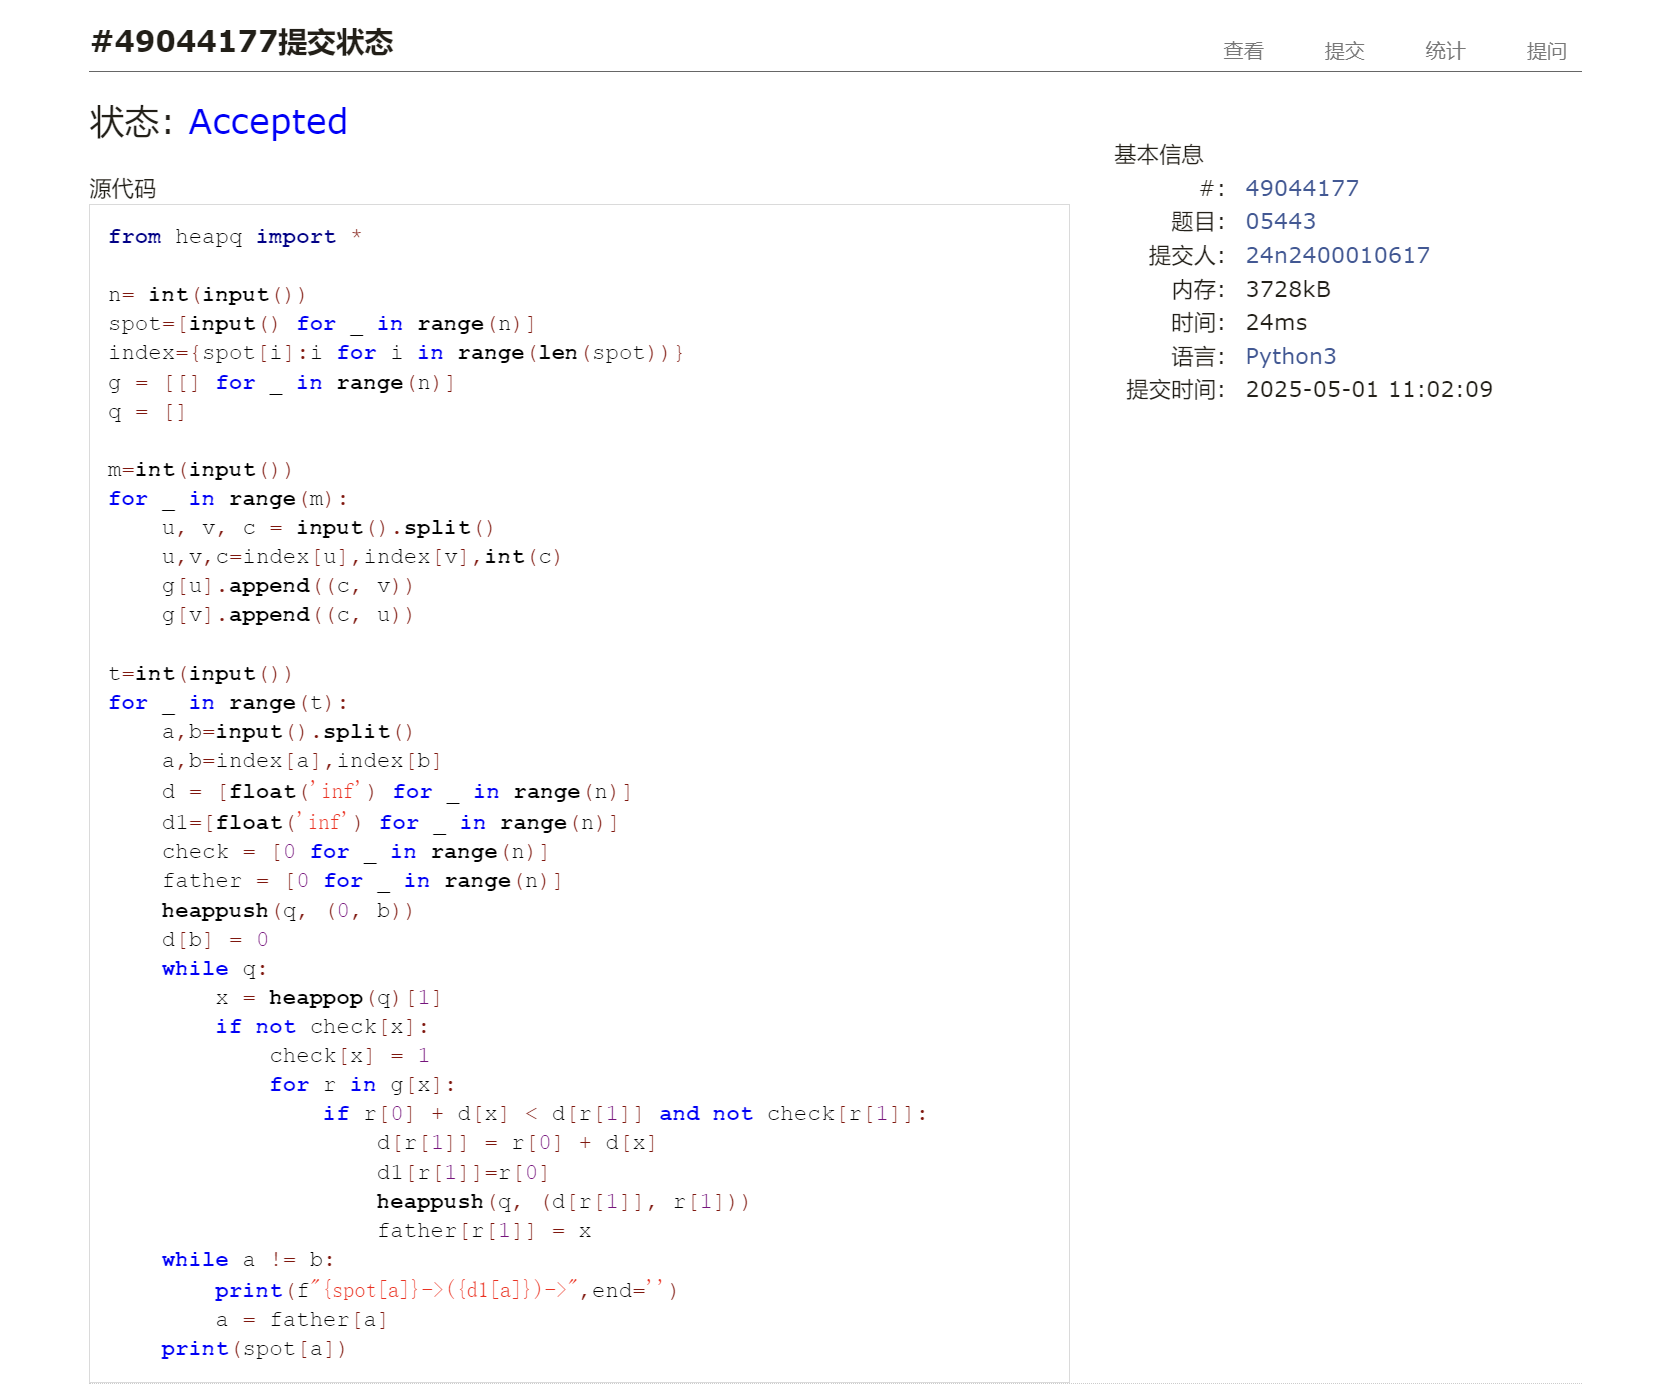 #49044177提交状态
查看 提交 统计 提问
状态: Accepted
源代码
from heapq import *

n= int(input())
spot=[input() for _ in range(n)]
index={spot[i]:i for i in range(len(spot))}
g = [[] for _ in range(n)]
q = []

m=int(input())
for _ in range(m):
    u, v, c = input().split()
    u,v,c=index[u],index[v],int(c)
    g[u].append((c, v))
    g[v].append((c, u))

t=int(input())
for _ in range(t):
    a,b=input().split()
    a,b=index[a],index[b]
    d = [float('inf') for _ in range(n)]
    d1=[float('inf') for _ in range(n)]
    check = [0 for _ in range(n)]
    father = [0 for _ in range(n)]
    heappush(q, (0, b))
    d[b] = 0
    while q:
        x = heappop(q)[1]
        if not check[x]:
            check[x] = 1
            for r in g[x]:
                if r[0] + d[x] < d[r[1]] and not check[r[1]]:
                    d[r[1]] = r[0] + d[x]
                    d1[r[1]]=r[0]
                    heappush(q, (d[r[1]], r[1]))
                    father[r[1]] = x
    while a != b:
        print(f"{spot[a]}->({d1[a]})->",end='')
        a = father[a]
    print(spot[a])
基本信息
#: 49044177
题目: 05443
提交人: 24n2400010617
内存: 3728kB
时间: 24ms
语言: Python3
提交时间: 2025-05-01 11:02:09